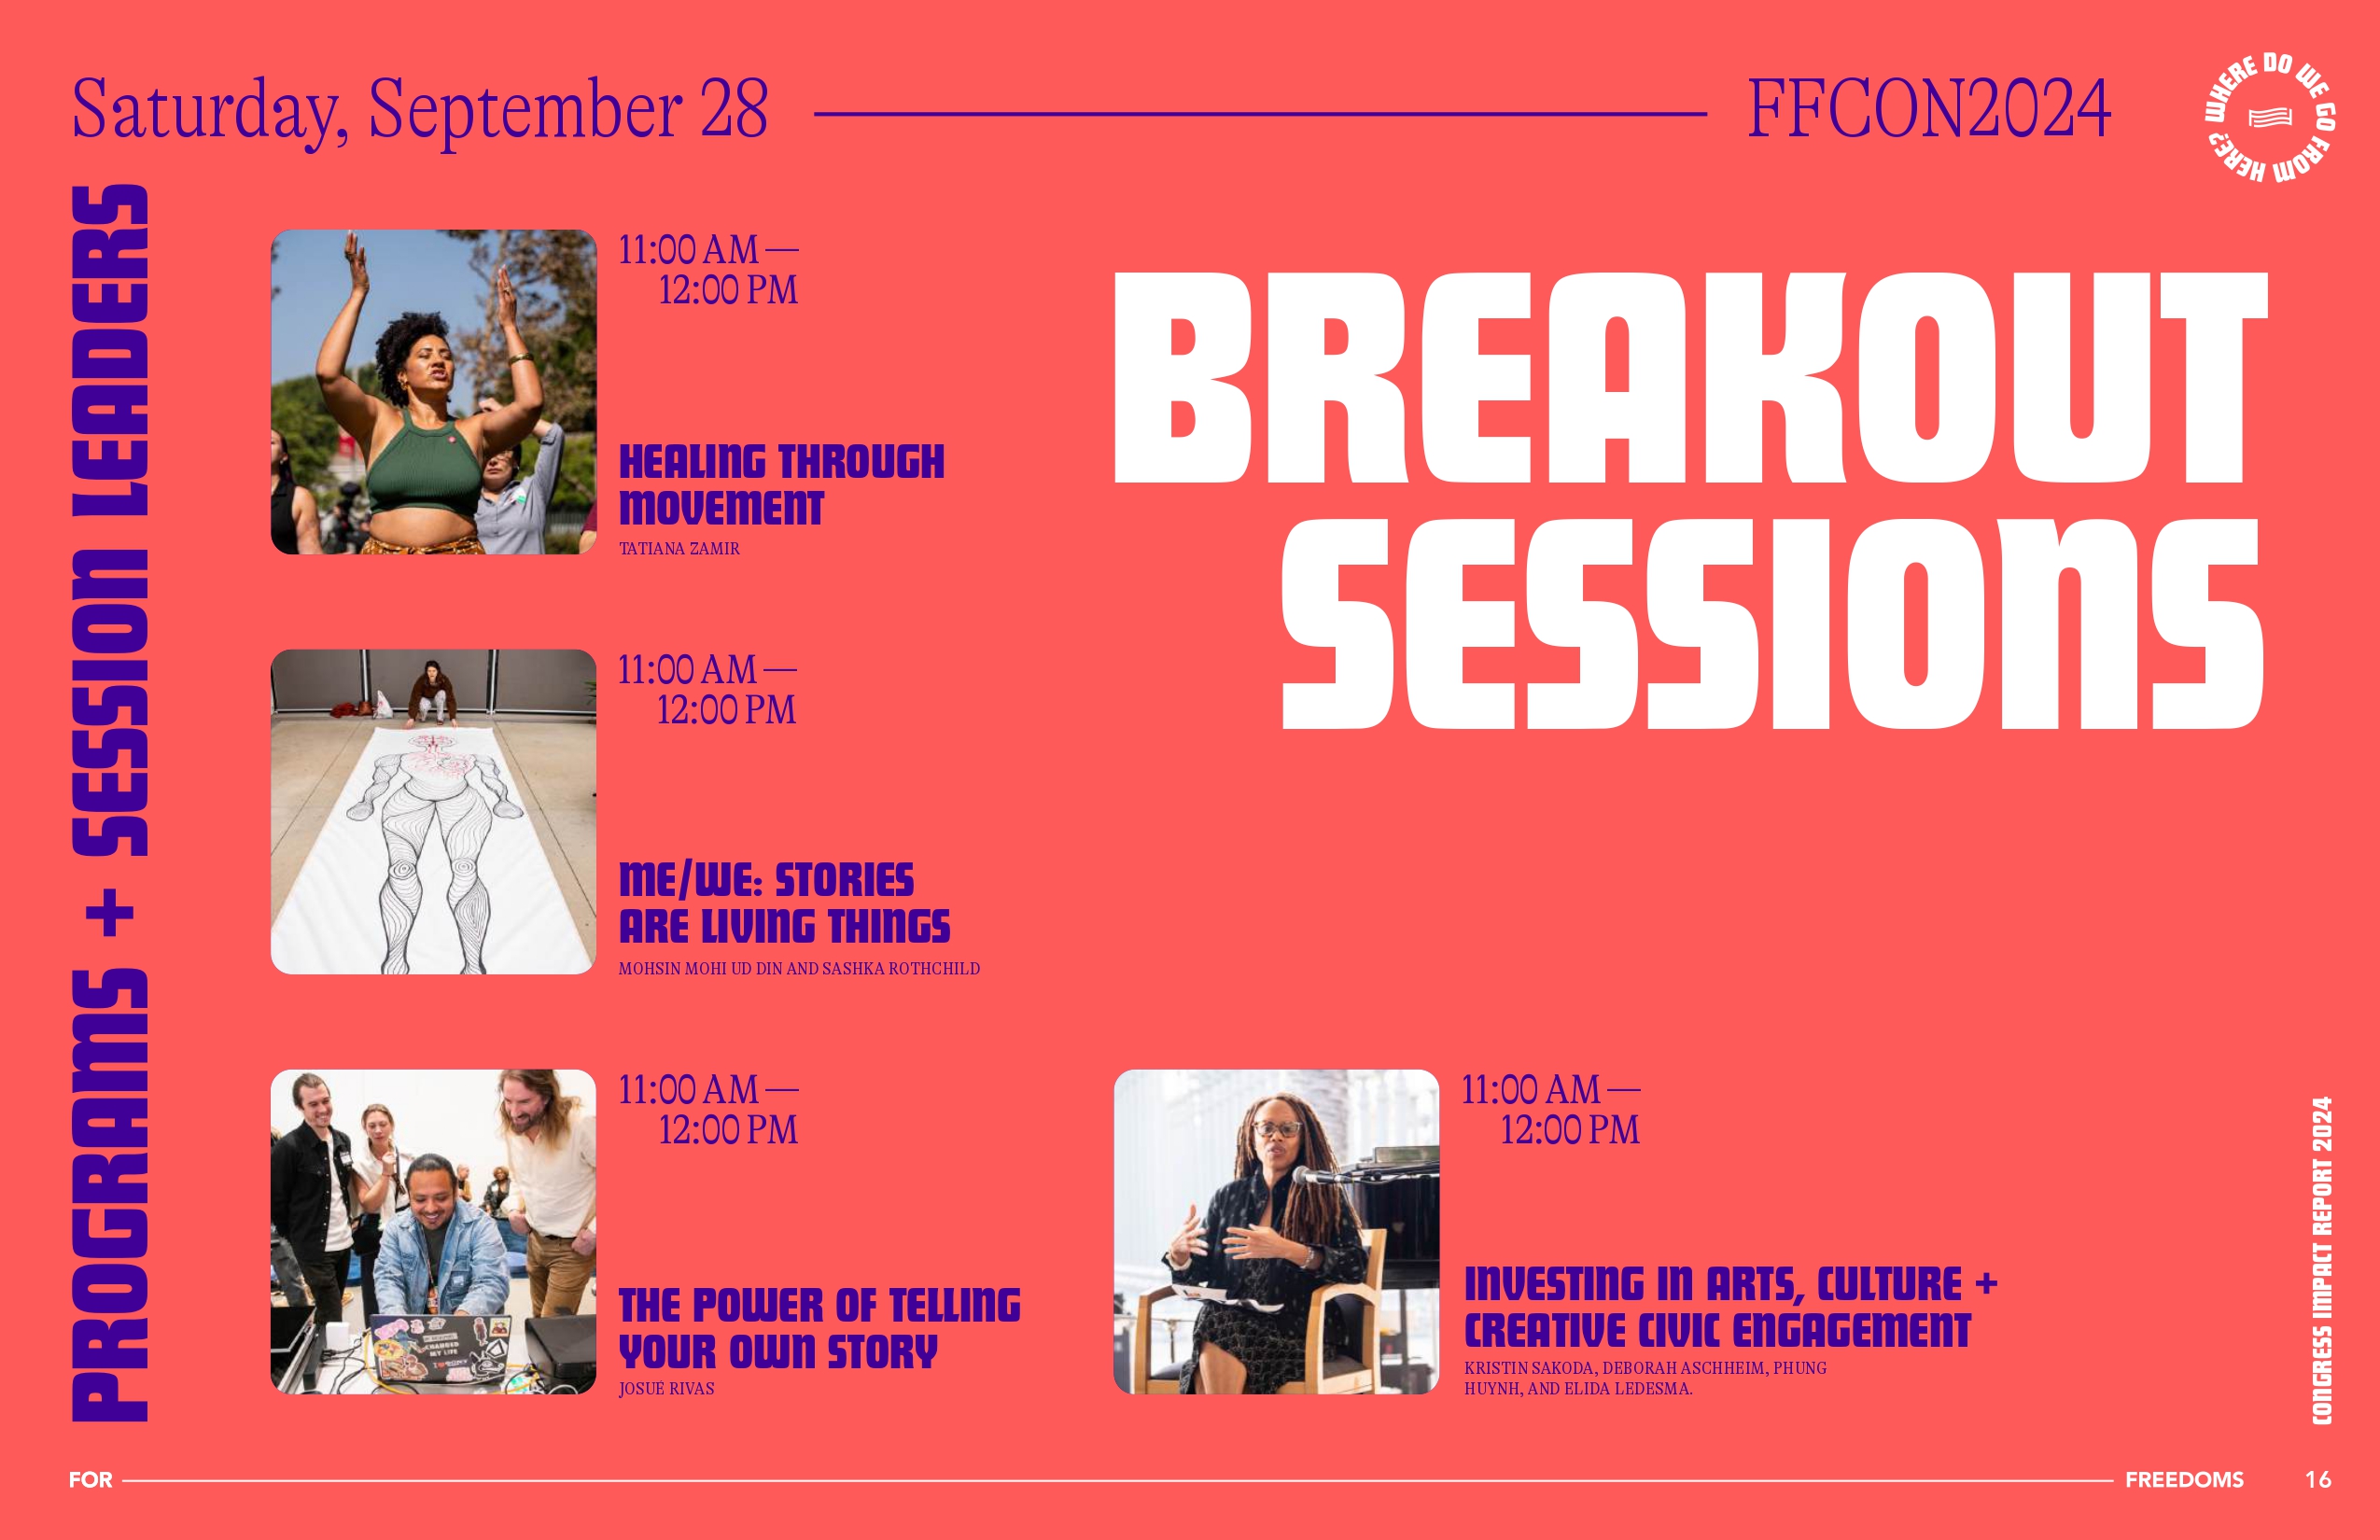 Saturday, September 28
FFCON2024
WHERE DO WE GO FROM HERE?
PROGRAMS + SESSION LEADERS
BREAKOUT
SESSIONS
11:00 AM —
12:00 PM
HEALING THROUGH
MOVEMENT
TATIANA ZAMIR
11:00 AM —
12:00 PM
ME/WE: STORIES
ARE LIVING THINGS
MOHSIN MOHI UD DIN AND SASHKA ROTHCHILD
11:00 AM —
12:00 PM
THE POWER OF TELLING
YOUR OWN STORY
JOSUÉ RIVAS
CHANGED
MY LIFE
11:00 AM —
12:00 PM
INVESTING IN ARTS, CULTURE +
CREATIVE CIVIC ENGAGEMENT
KRISTIN SAKODA, DEBORAH ASCHHEIM, PHUNG
HUYNH, AND ELIDA LEDESMA.
CONGRESS IMPACT REPORT 2024
FOR
FREEDOMS
16